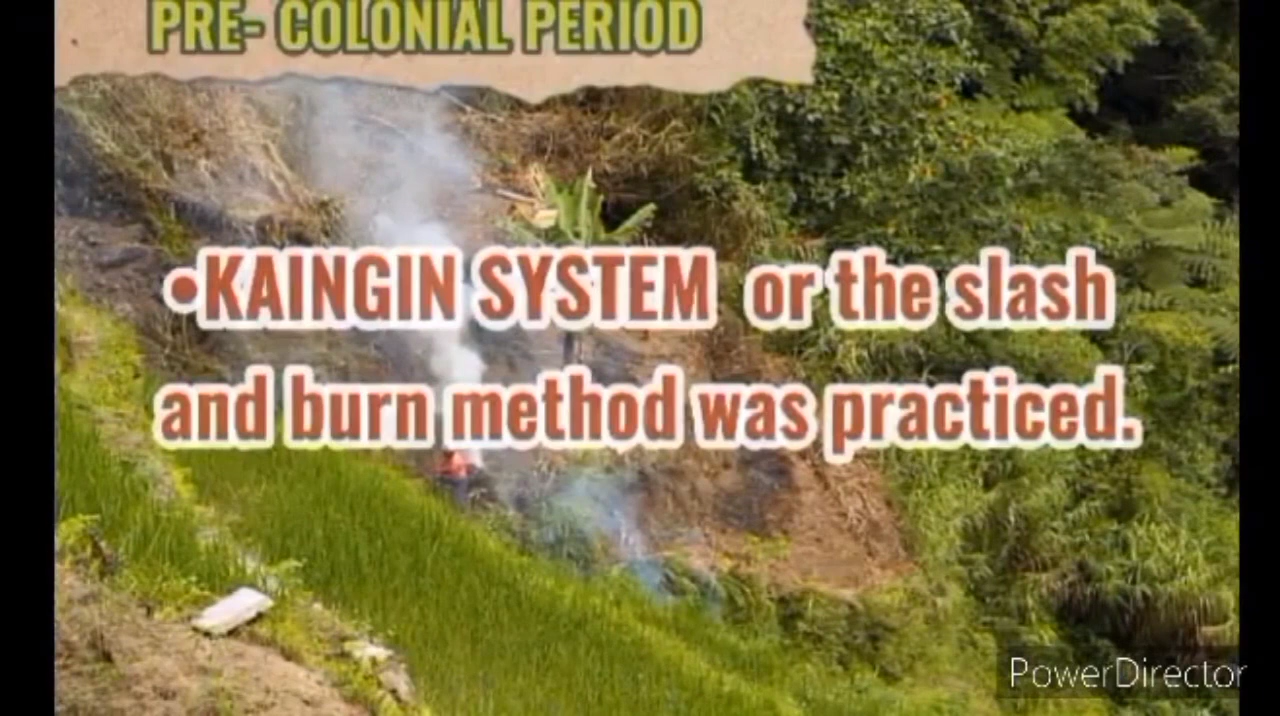 PRE- COLONIAL PERIOD
•KAINGIN SYSTEM or the slash
and burn method was practiced.
PowerDirector